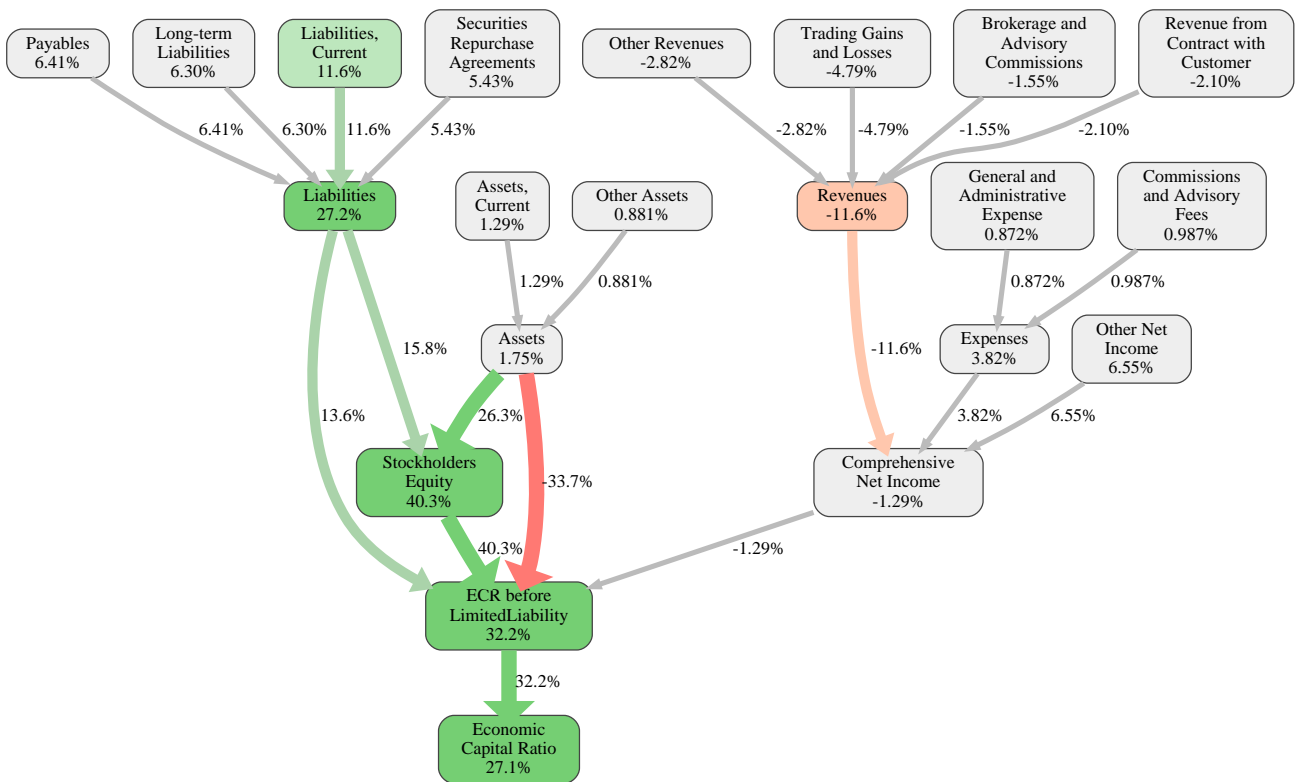 Payables
6.41%
Long-term
Liabilities
6.30%
Liabilities,
Current
11.6%
Securities
Repurchase
Agreements
5.43%
Other Revenues
-2.82%
Trading Gains
and Losses
-4.79%
Brokerage and
Advisory
Commissions
-1.55%
Revenue from
Contract with
Customer
-2.10%
6.41%
6.30%
11.6%
5.43%
-2.82%
-4.79%
-1.55%
-2.10%
Liabilities
27.2%
Assets,
Current
1.29%
Other Assets
0.881%
Revenues
-11.6%
General and
Administrative
Expense
0.872%
Commissions
and Advisory
Fees
0.987%
1.29%
0.881%
0.872%
0.987%
15.8%
Assets
1.75%
-11.6%
Expenses
3.82%
Other Net
Income
6.55%
13.6%
26.3%
3.82%
6.55%
Stockholders
Equity
40.3%
-33.7%
Comprehensive
Net Income
-1.29%
40.3%
-1.29%
ECR before
LimitedLiability
32.2%
32.2%
Economic
Capital Ratio
27.1%